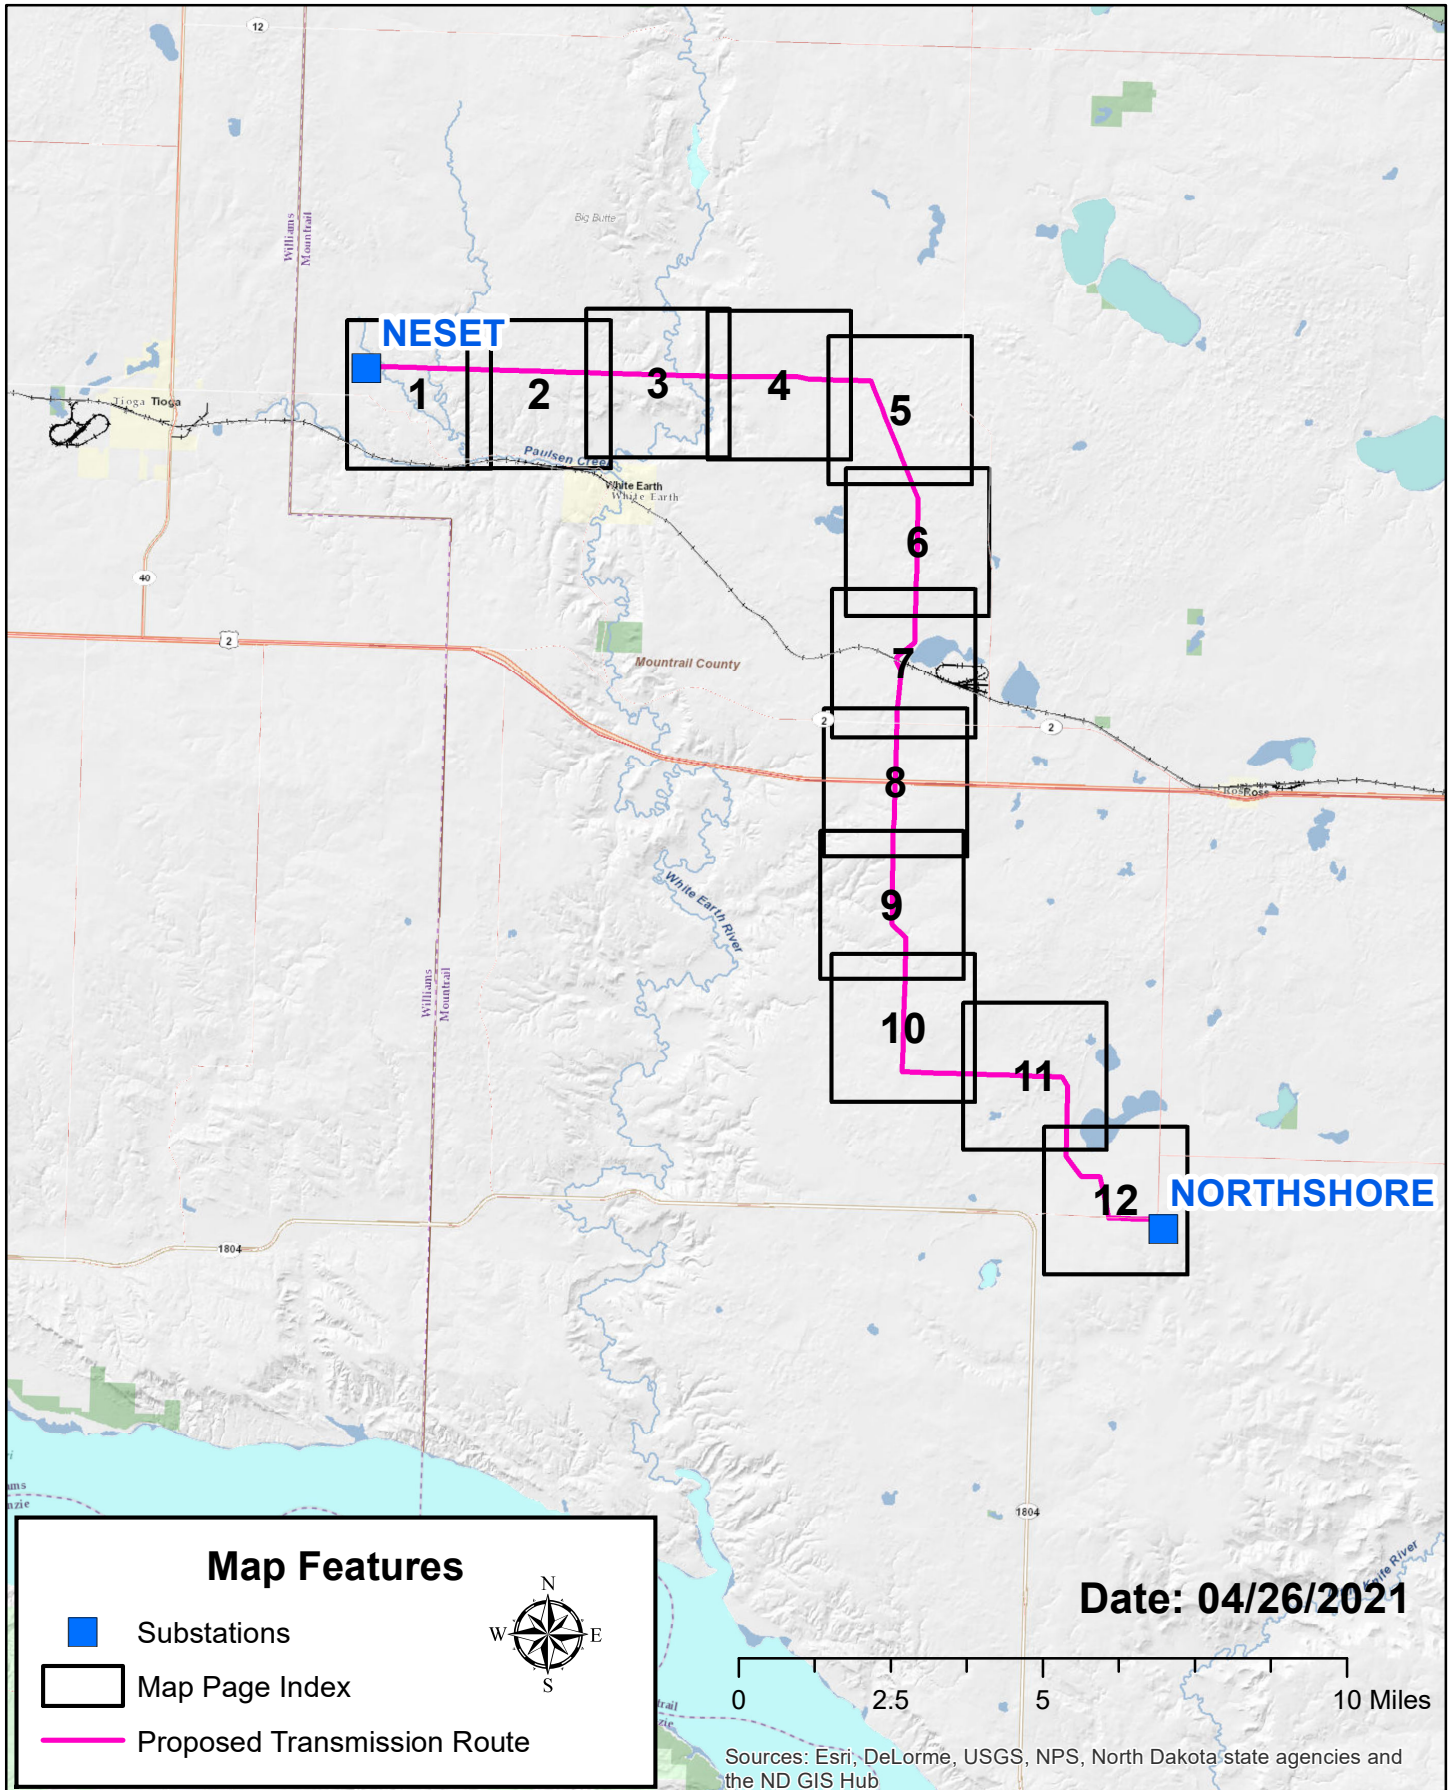 12
Williams
Mountrail
Big Butte
NESET
1
2
3
4
5
Tioga Tioga
Paulsen Creek
White Earth
White Earth
6
40
2
Mountrail County
7
2
2
8
Ross
White Earth River
9
Williams
Mountrail
10
11
12
NORTHSHORE
1804
1804
Knife River
Date: 04/26/2021
Map Features
Substations
Map Page Index
Proposed Transmission Route
N
W E
S
0 2.5 5 10 Miles
Sources: Esri, DeLorme, USGS, NPS, North Dakota state agencies and
the ND GIS Hub